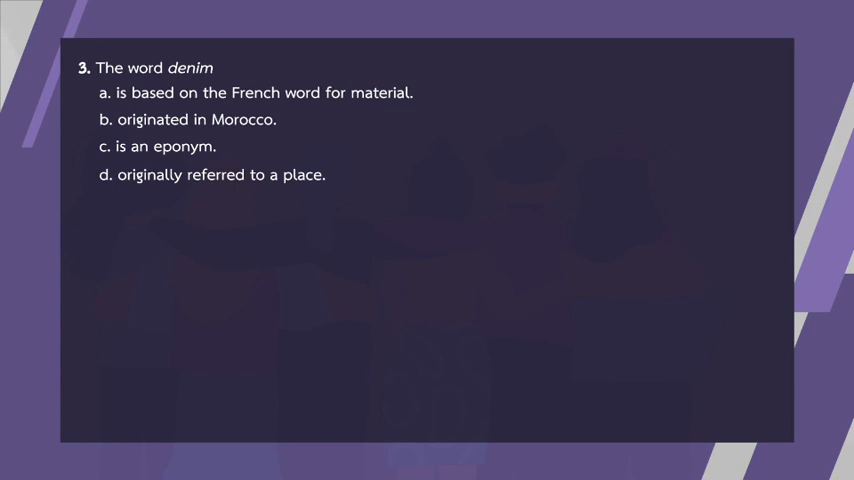 3. The word denim
a. is based on the French word for material.
b. originated in Morocco.
c. is an eponym.
d. originally referred to a place.